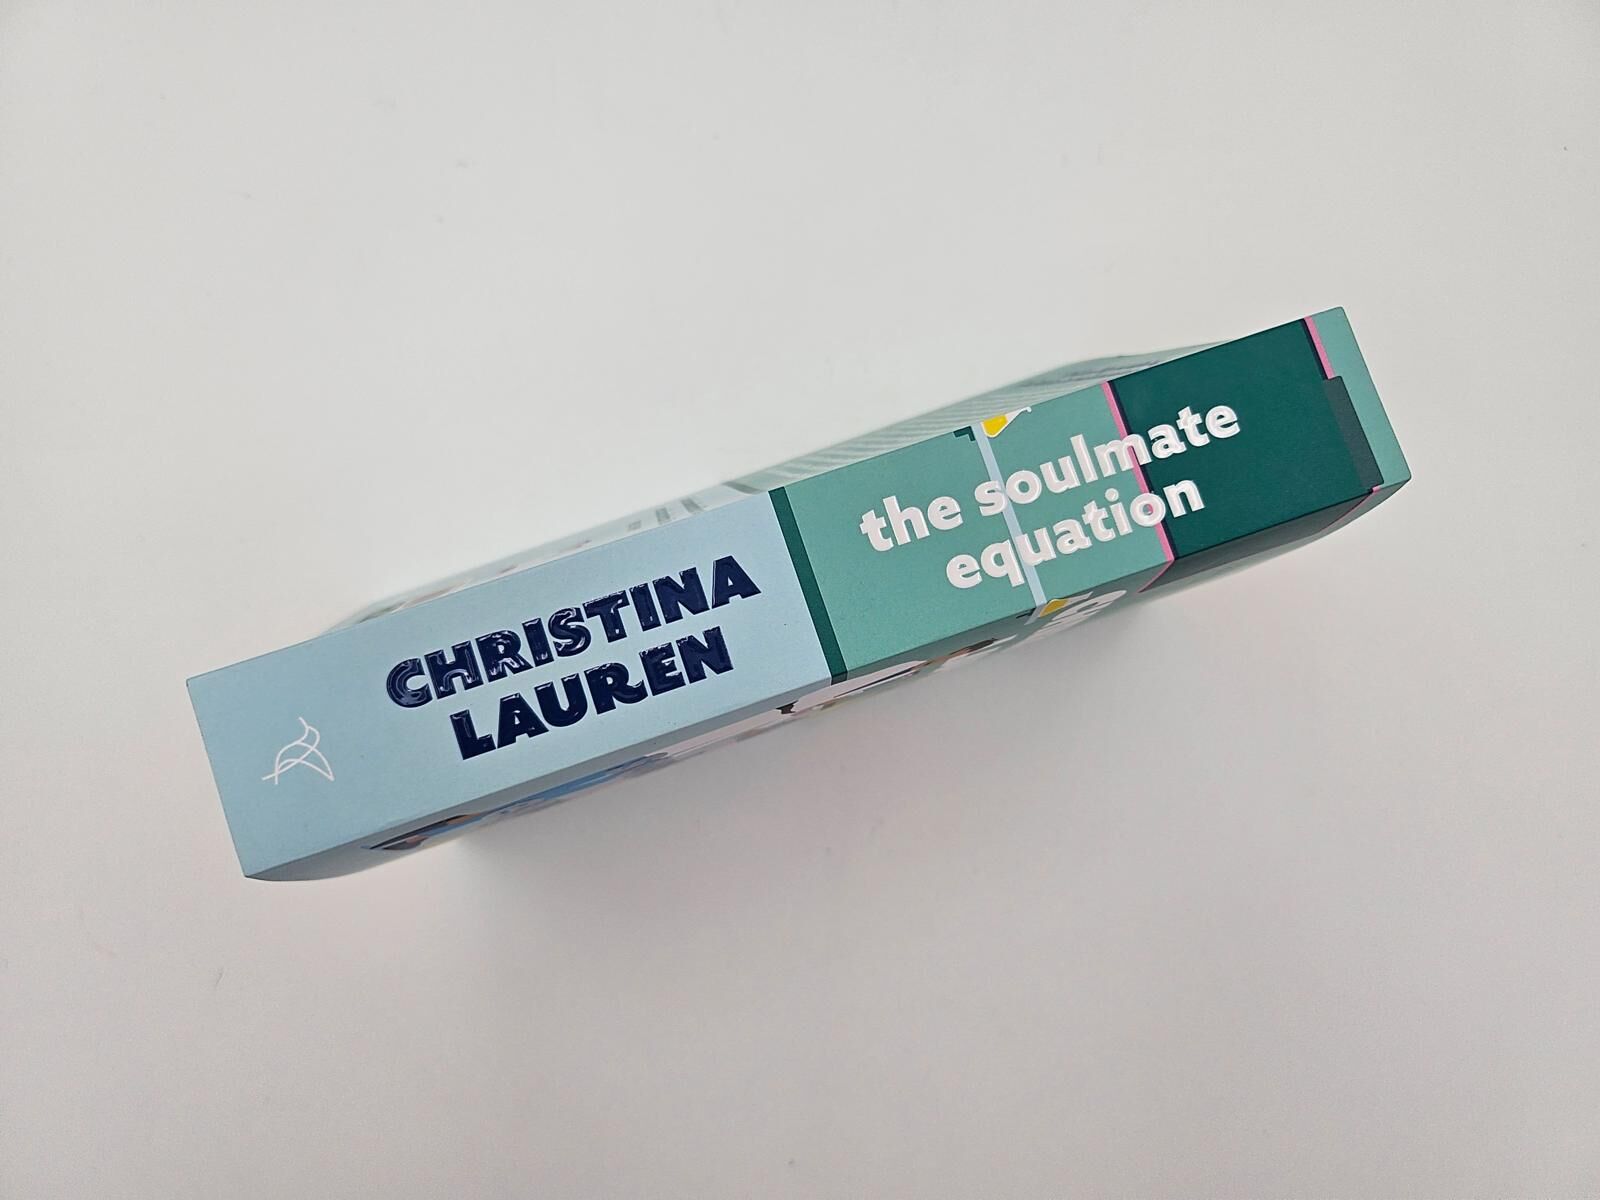 CHRISTINA
LAUREN
the soulmate
equation